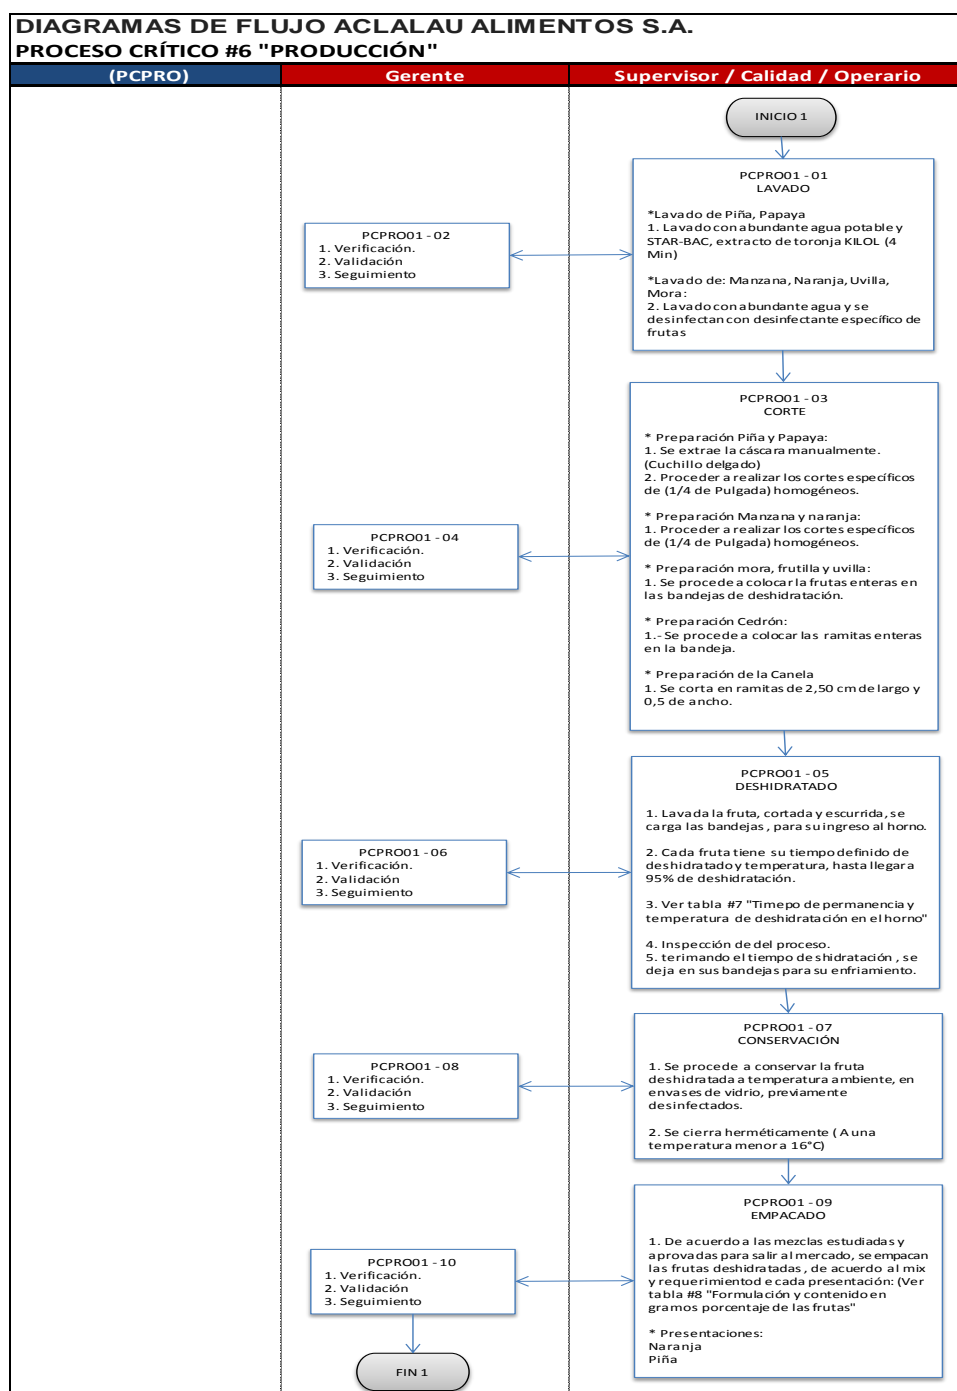 DIAGRAMAS DE FLUJO ACLALAU ALIMENTOS S.A.
PROCESO CRÍTICO #6 "PRODUCCIÓN"
(PCPRO)
Gerente
Supervisor / Calidad / Operario
INICIO 1
PCPRO01 - 01
LAVADO
*Lavado de Piña, Papaya
1. Lavado con abundante agua potable y
STAR-BAC, extracto de toronja KILOL (4
Min)
*Lavado de: Manzana, Naranja, Uvilla,
Mora:
2. Lavado con abundante agua y se
desinfectan con desinfectante específico de
frutas
PCPRO01 - 02
1. Verificación.
2. Validación
3. Seguimiento
PCPRO01 - 03
CORTE
* Preparación Piña y Papaya:
1. Se extrae la cáscara manualmente.
(Cuchillo delgado)
2. Proceder a realizar los cortes específicos
de (1/4 de Pulgada) homogéneos.
* Preparación Manzana y naranja:
1. Proceder a realizar los cortes específicos
de (1/4 de Pulgada) homogéneos.
* Preparación mora, frutilla y uvilla:
1. Se procede a colocar la frutas enteras en
las bandejas de deshidratación.
* Preparación Cedrón:
1.- Se procede a colocar las ramitas enteras
en la bandeja.
* Preparación de la Canela
1. Se corta en ramitas de 2,50 cm de largo y
0,5 de ancho.
PCPRO01 - 04
1. Verificación.
2. Validación
3. Seguimiento
PCPRO01 - 05
DESHIDRATADO
1. Lavada la fruta, cortada y escurrida, se
carga las bandejas , para su ingreso al horno.
2. Cada fruta tiene su tiempo definido de
deshidratado y temperatura, hasta llegar a
95% de deshidratación.
3. Ver tabla #7 "Timepo de permanencia y
temperatura de deshidratación en el horno"
4. Inspección de del proceso.
5. terimando el tiempo de shidratación , se
deja en sus bandejas para su enfriamiento.
PCPRO01 - 06
1. Verificación.
2. Validación
3. Seguimiento
PCPRO01 - 07
CONSERVACIÓN
1. Se procede a conservar la fruta
deshidratada a temperatura ambiente, en
envases de vidrio, previamente
desinfectados.
2. Se cierra herméticamente ( A una
temperatura menor a 16°C)
PCPRO01 - 08
1. Verificación.
2. Validación
3. Seguimiento
PCPRO01 - 09
EMPACADO
1. De acuerdo a las mezclas estudiadas y
aprovadas para salir al mercado, se empacan
las frutas deshidratadas , de acuerdo al mix
y requerimientod e cada presentación: (Ver
tabla #8 "Formulación y contenido en
gramos porcentaje de las frutas"
* Presentaciones:
Naranja
Piña
PCPRO01 - 10
1. Verificación.
2. Validación
3. Seguimiento
FIN 1